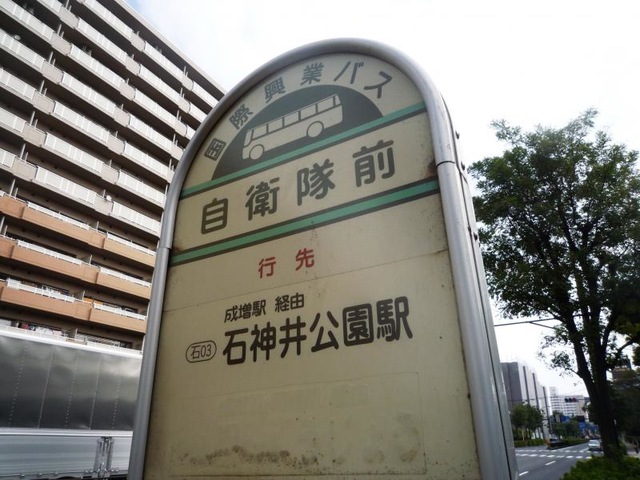 国際興業バス
自衛隊前
行先
成増駅 経由
石03 石神井公園駅